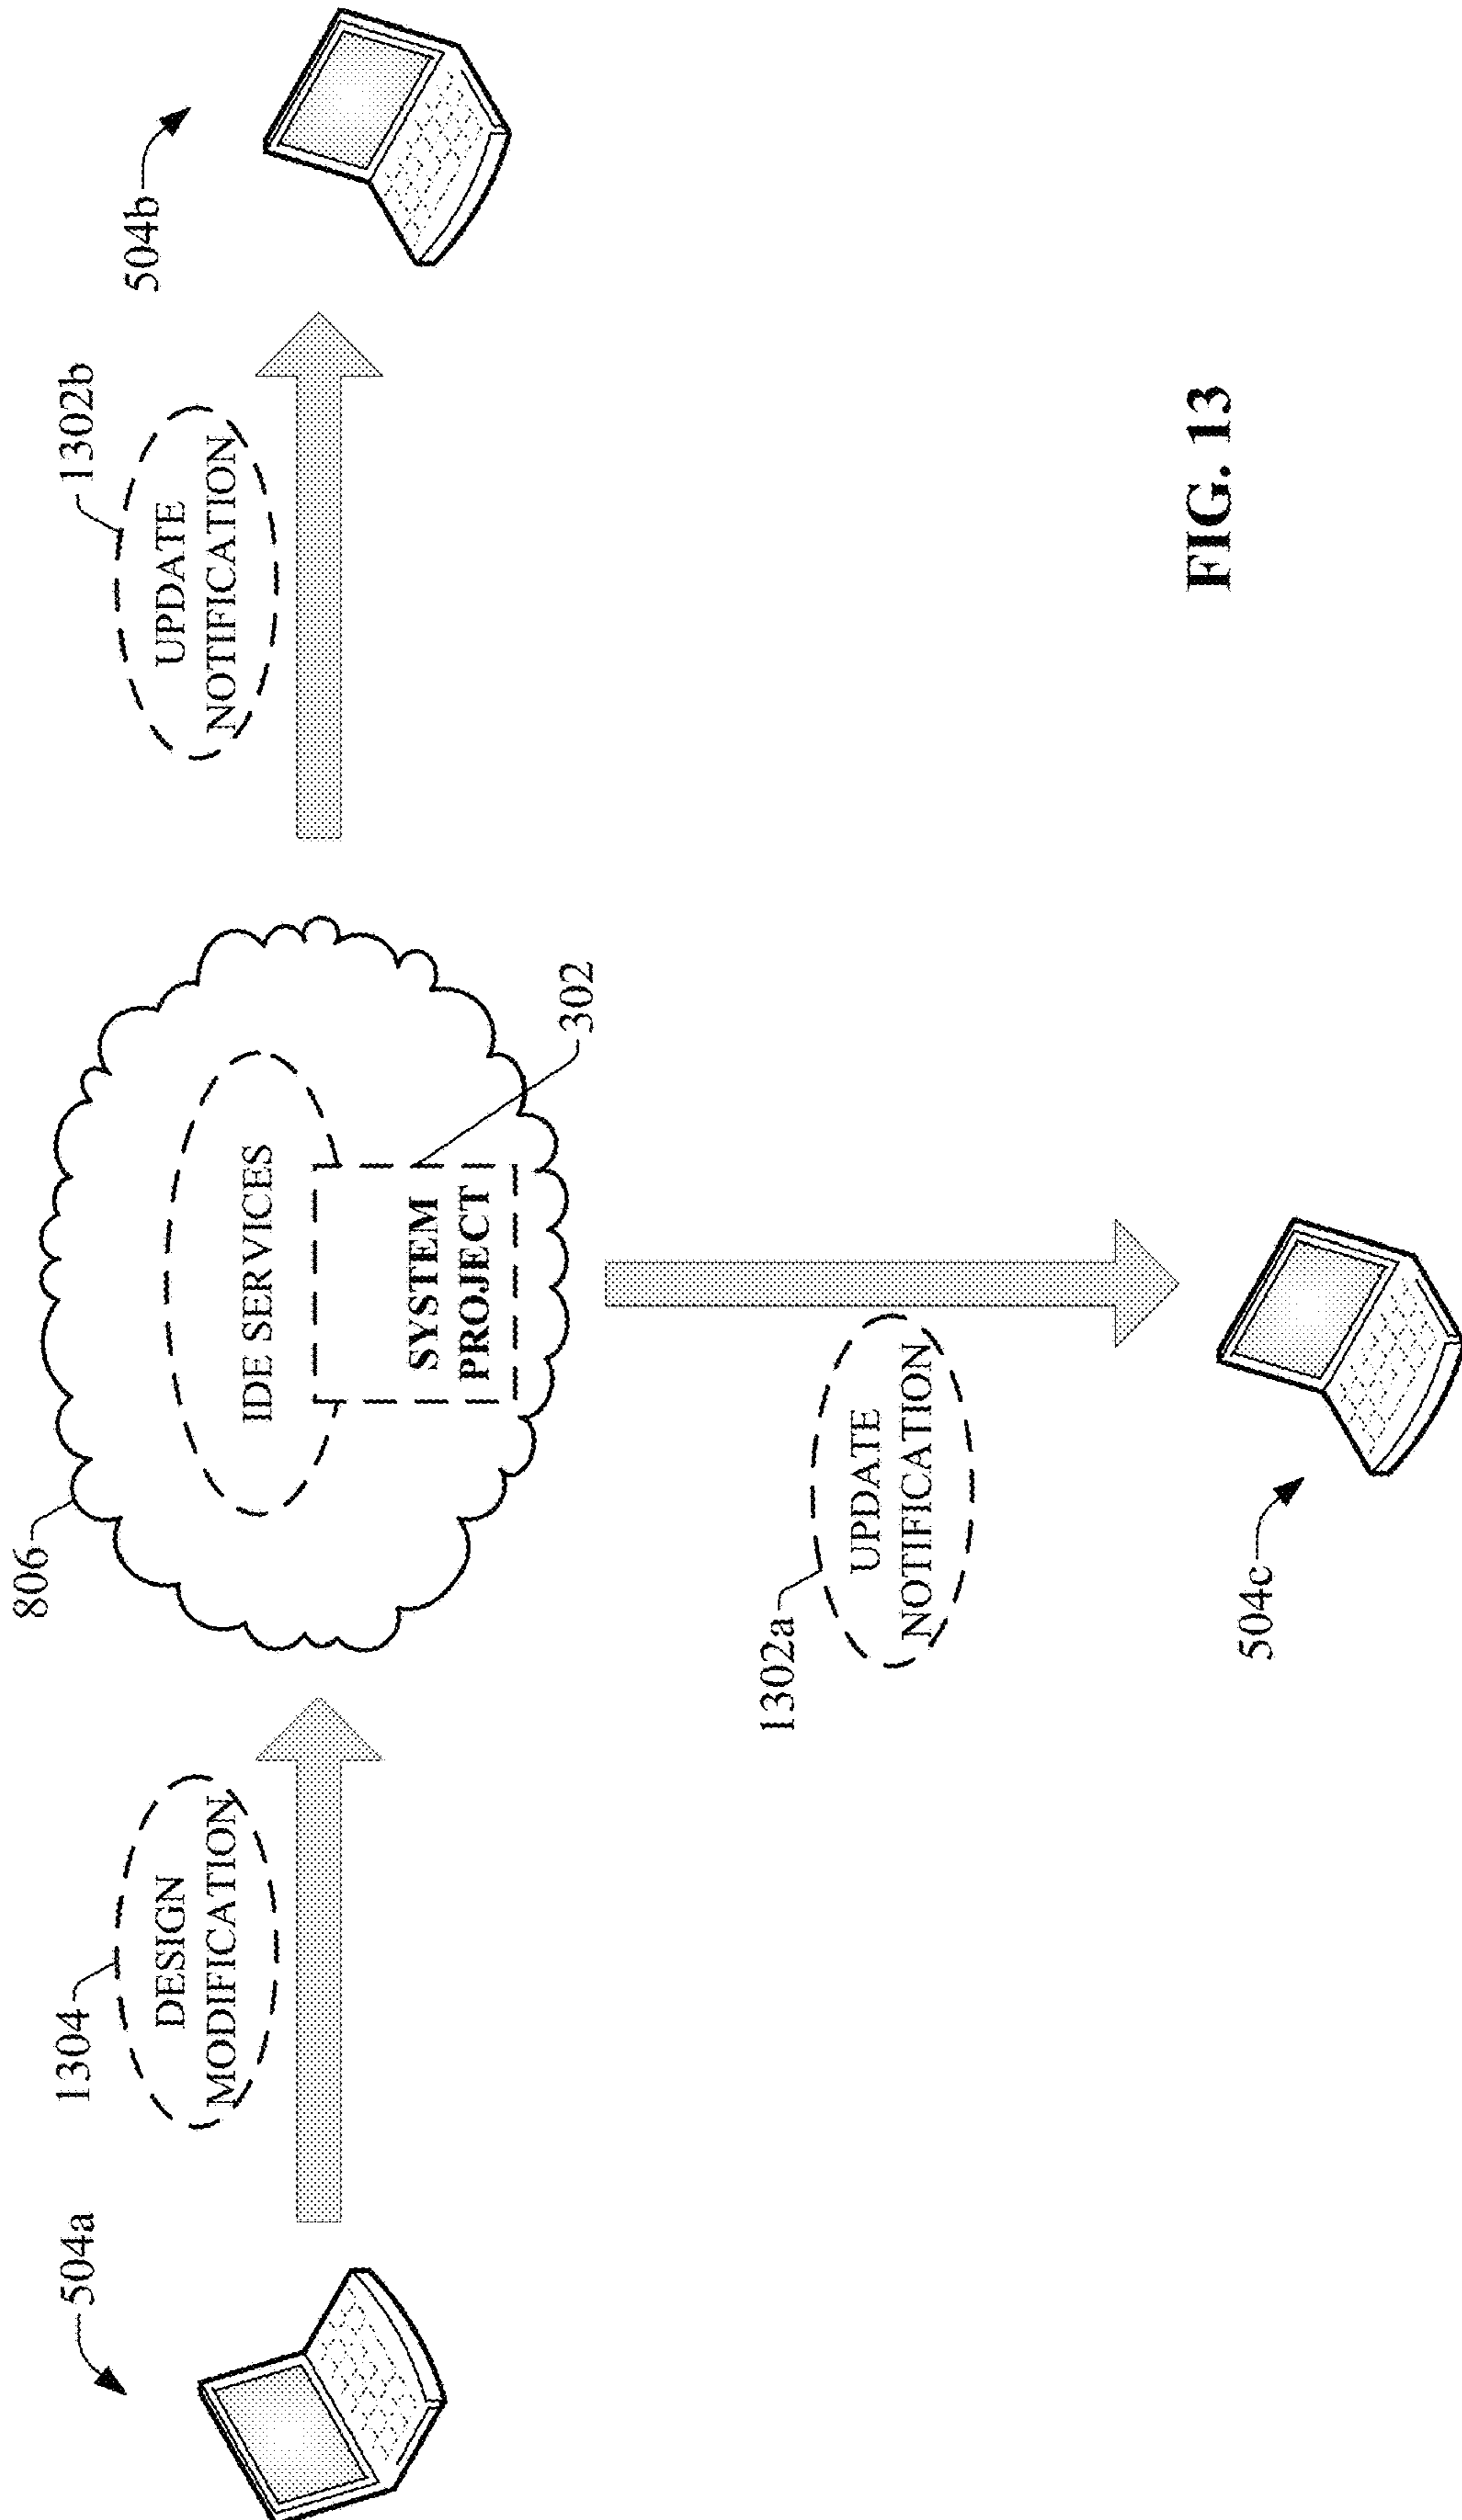 806
504a
1304
DESIGN
MODIFICATION
IDE SERVICES
SYSTEM
PROJECT
302
1302b
UPDATE
NOTIFICATION
504b
1302a
UPDATE
NOTIFICATION
504c
FIG. 13